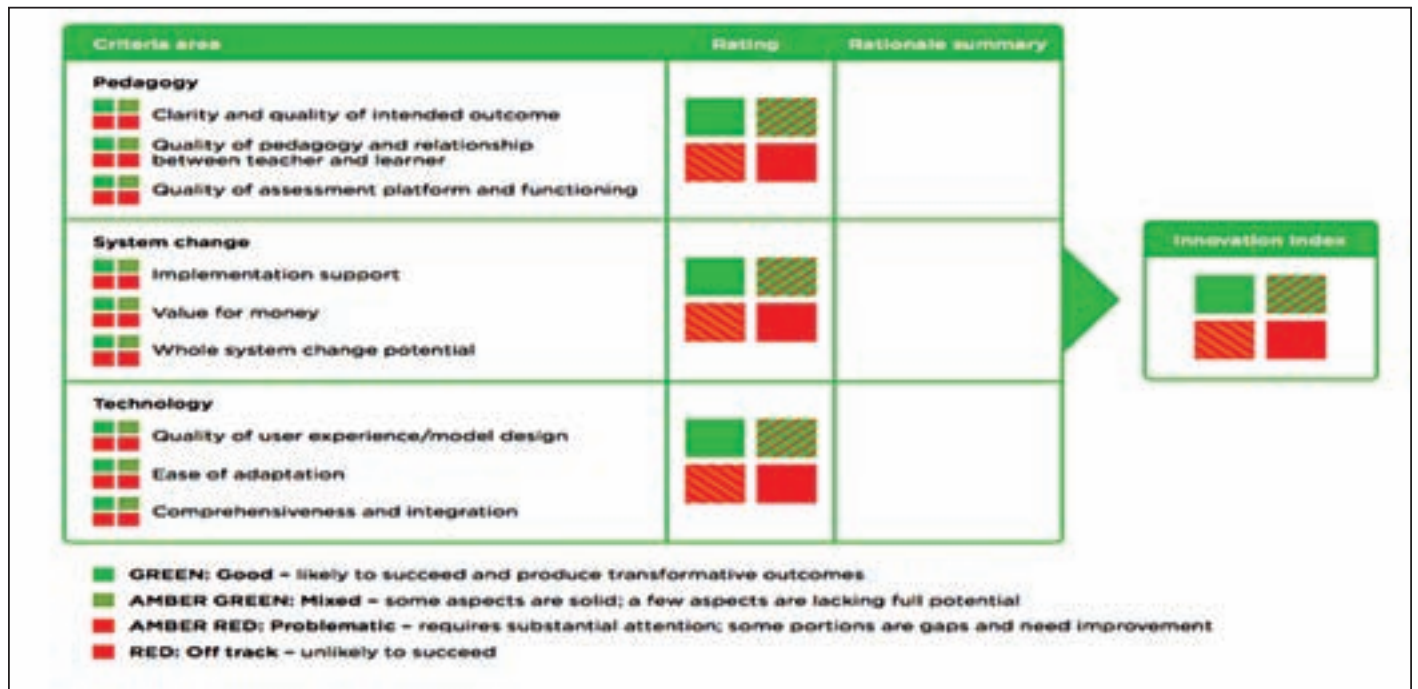 Criteria area Rating Rationale summary
Pedagogy
Clarity and quality of intended outcome
Quality of pedagogy and relationship
between teacher and learner
Quality of assessment platform and functioning
System change
Implementation support
Value for money
Whole system change potential
Technology
Quality of user experience/model design
Ease of adaptation
Comprehensiveness and integration
Innovation Index
GREEN: Good – likely to succeed and produce transformative outcomes
AMBER GREEN: Mixed – some aspects are solid; a few aspects are lacking full potential
AMBER RED: Problematic – requires substantial attention; some portions are gaps and need improvement
RED: Off track – unlikely to succeed